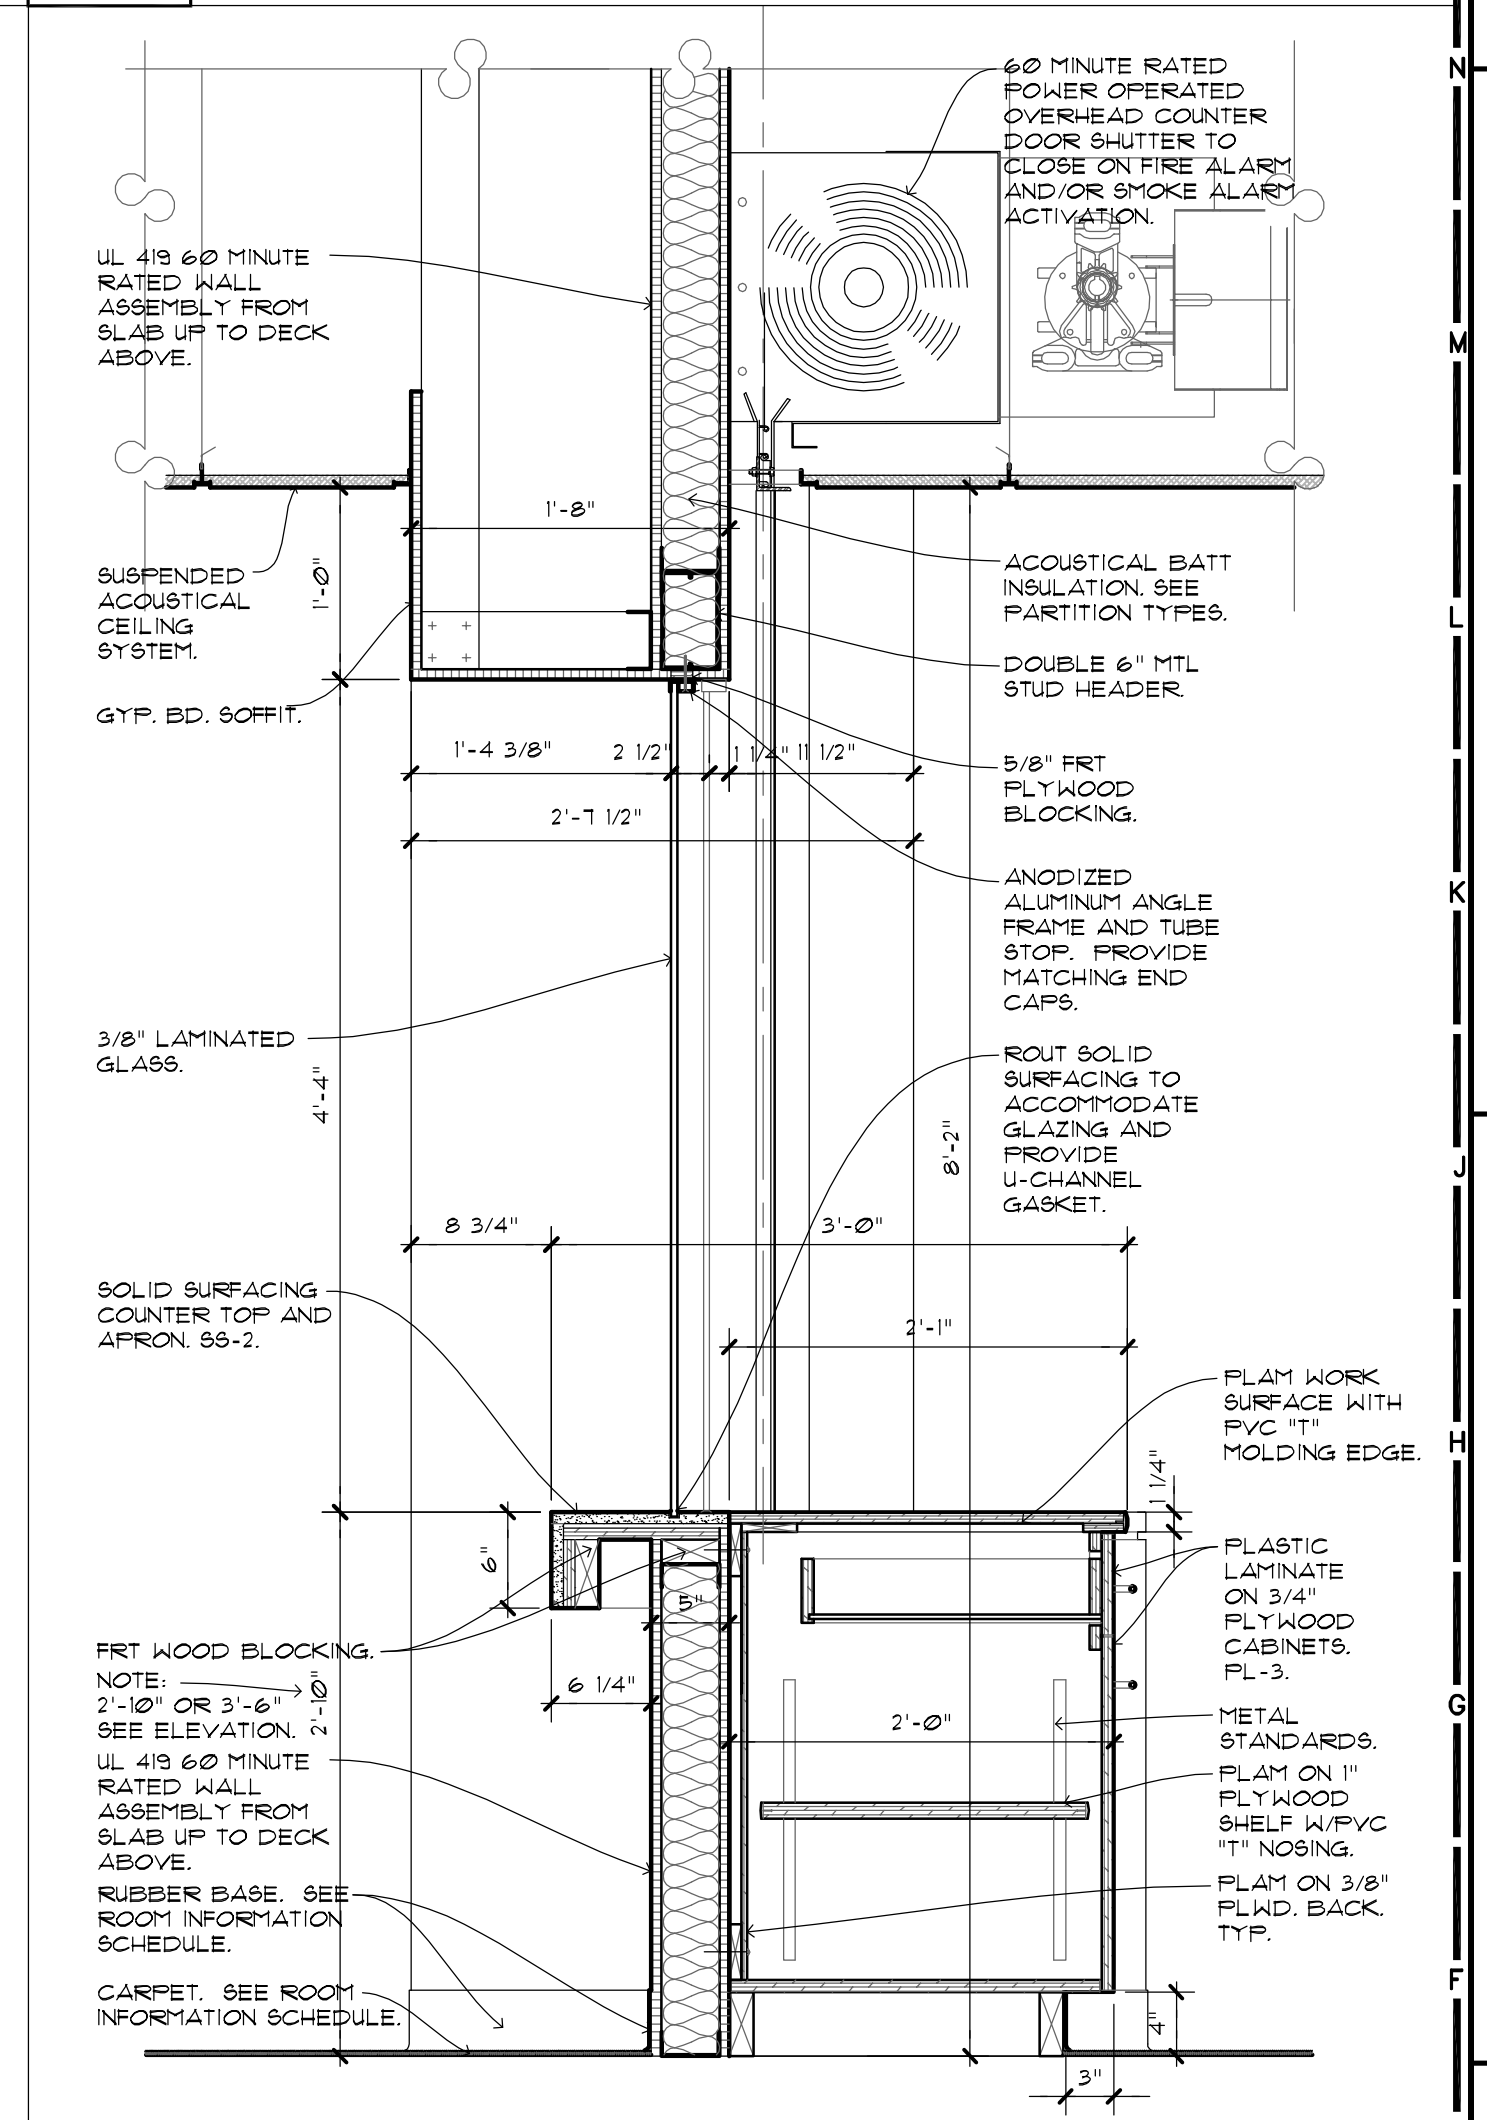 60 MINUTE RATED
POWER OPERATED
OVERHEAD COUNTER
DOOR SHUTTER TO
CLOSE ON FIRE ALARM
AND/OR SMOKE ALARM
ACTIVATION.
N
UL 419 60 MINUTE
RATED WALL
ASSEMBLY FROM
SLAB UP TO DECK
ABOVE.
M
1'-8"
SUSPENDED
ACOUSTICAL
CEILING
SYSTEM.
1'-0"
ACOUSTICAL BATT
INSULATION. SEE
PARTITION TYPES.
L
DOUBLE 6" MTL
STUD HEADER.
GYP. BD. SOFFIT.
1'-4 3/8"
2 1/2"
1 1/4"
11 1/2"
5/8" FRT
PLYWOOD
BLOCKING.
2'-7 1/2"
ANODIZED
ALUMINUM ANGLE
FRAME AND TUBE
STOP. PROVIDE
MATCHING END
CAPS.
K
3/8" LAMINATED
GLASS.
4'-4"
ROUT SOLID
SURFACING TO
ACCOMMODATE
GLAZING AND
PROVIDE
U-CHANNEL
GASKET.
8'-2"
J
8 3/4"
3'-0"
SOLID SURFACING
COUNTER TOP AND
APRON. SS-2.
2'-1"
PLAM WORK
SURFACE WITH
PVC "T"
MOLDING EDGE.
H
1 1/4"
6"
PLASTIC
LAMINATE
ON 3/4"
PLYWOOD
CABINETS.
PL-3.
5"
FRT WOOD BLOCKING.
NOTE:
2'-10" OR 3'-6"
SEE ELEVATION.
2'-10"
6 1/4"
2'-0"
METAL
STANDARDS.
G
UL 419 60 MINUTE
RATED WALL
ASSEMBLY FROM
SLAB UP TO DECK
ABOVE.
PLAM ON 1"
PLYWOOD
SHELF W/PVC
"T" NOSING.
RUBBER BASE. SEE
ROOM INFORMATION
SCHEDULE.
PLAM ON 3/8"
PLWD. BACK.
TYP.
F
CARPET. SEE ROOM
INFORMATION SCHEDULE.
4"
3"